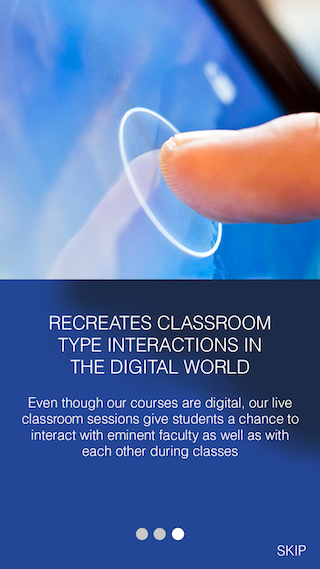 RECREATES CLASSROOM
TYPE INTERACTIONS IN
THE DIGITAL WORLD
Even though our courses are digital, our live
classroom sessions give students a chance to
interact with eminent faculty as well as with
each other during classes
SKIP